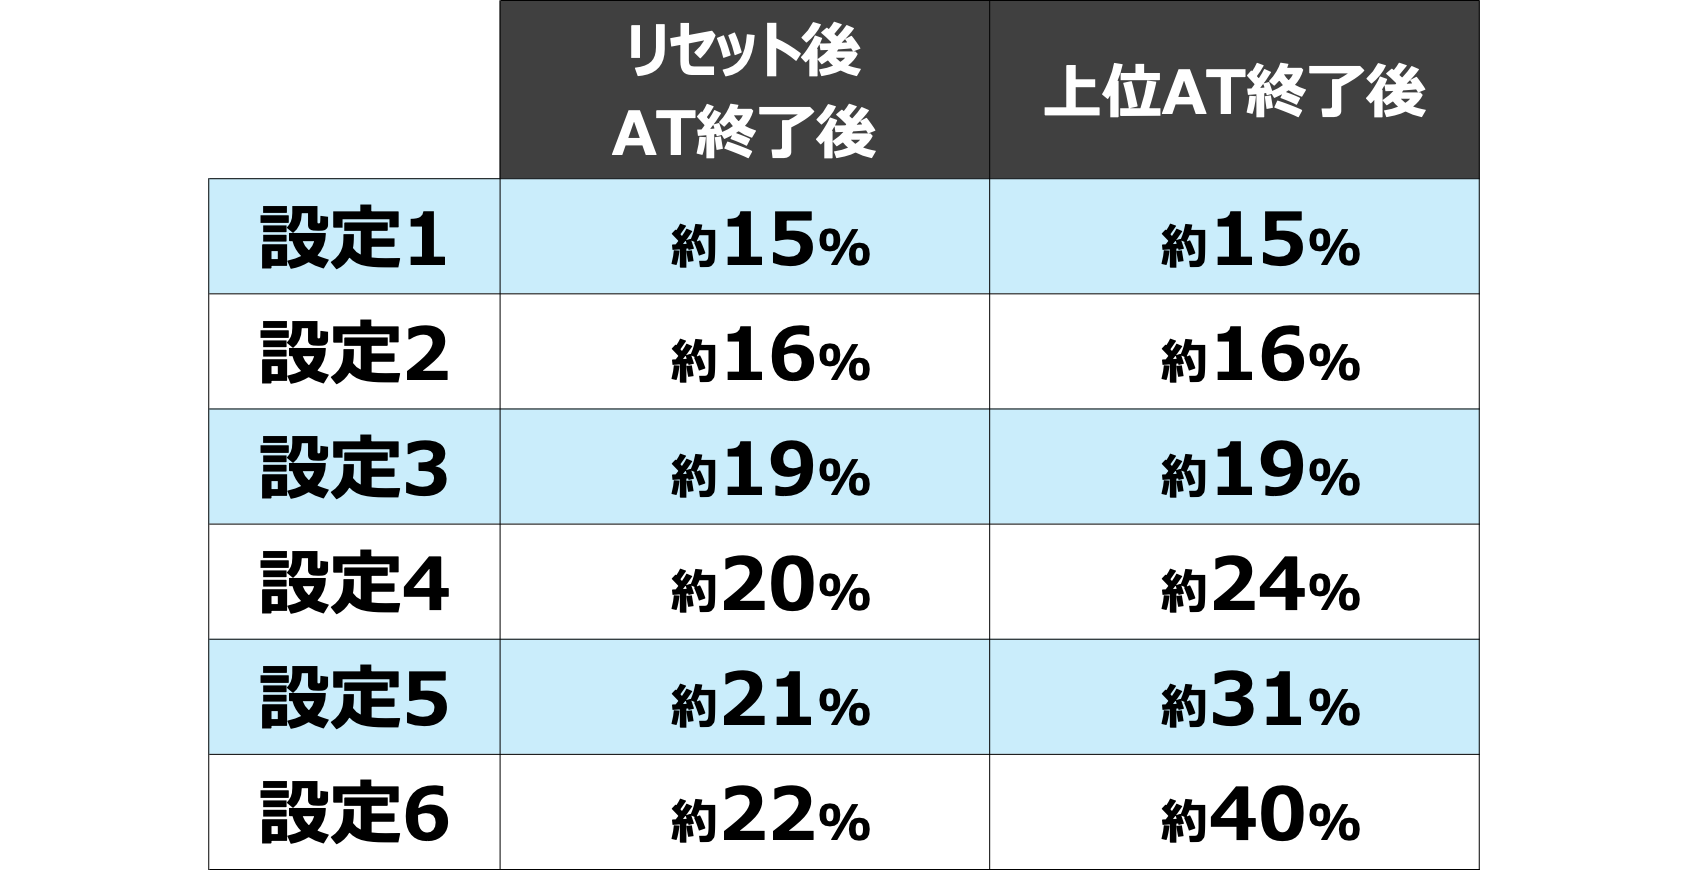 リセット後
AT終了後
上位AT終了後
設定1 約15% 約15%
設定2 約16% 約16%
設定3 約19% 約19%
設定4 約20% 約24%
設定5 約21% 約31%
設定6 約22% 約40%